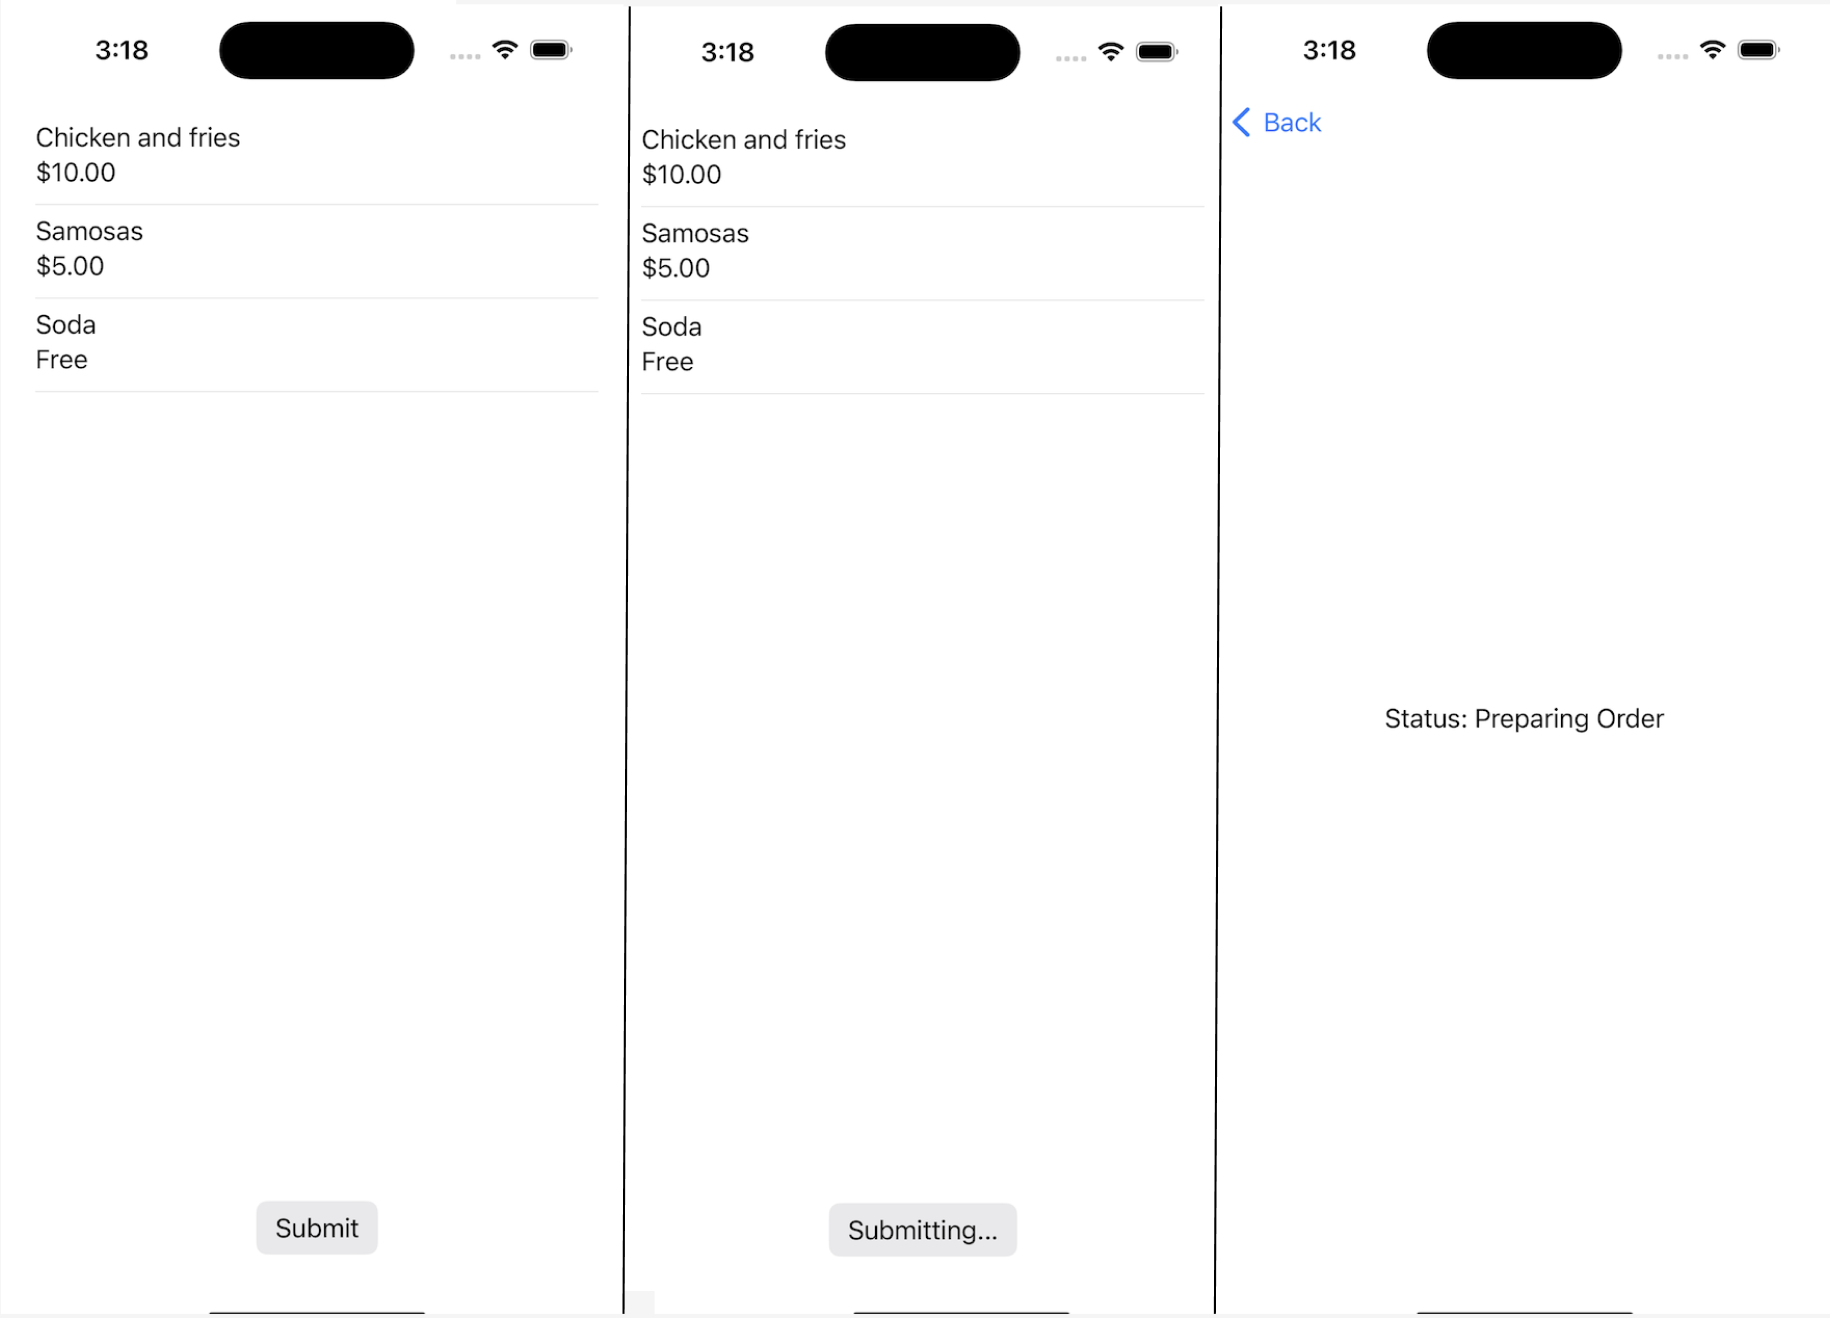 3:18
Chicken and fries
$10.00
Samosas
$5.00
Soda
Free
Submit
3:18
Chicken and fries
$10.00
Samosas
$5.00
Soda
Free
Submitting...
3:18
Back
Status: Preparing Order